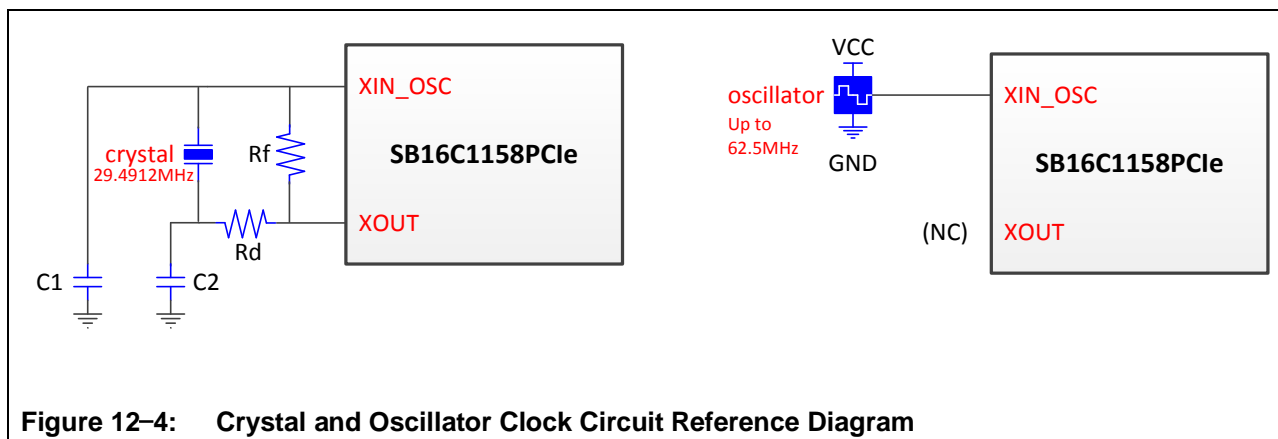 XIN_OSC
crystal
29.4912MHz
Rf
SB16C1158PCIe
XOUT
Rd
C1
C2
VCC
oscillator
Up to
62.5MHz
GND
XIN_OSC
SB16C1158PCIe
(NC)
XOUT
Figure 12–4: Crystal and Oscillator Clock Circuit Reference Diagram